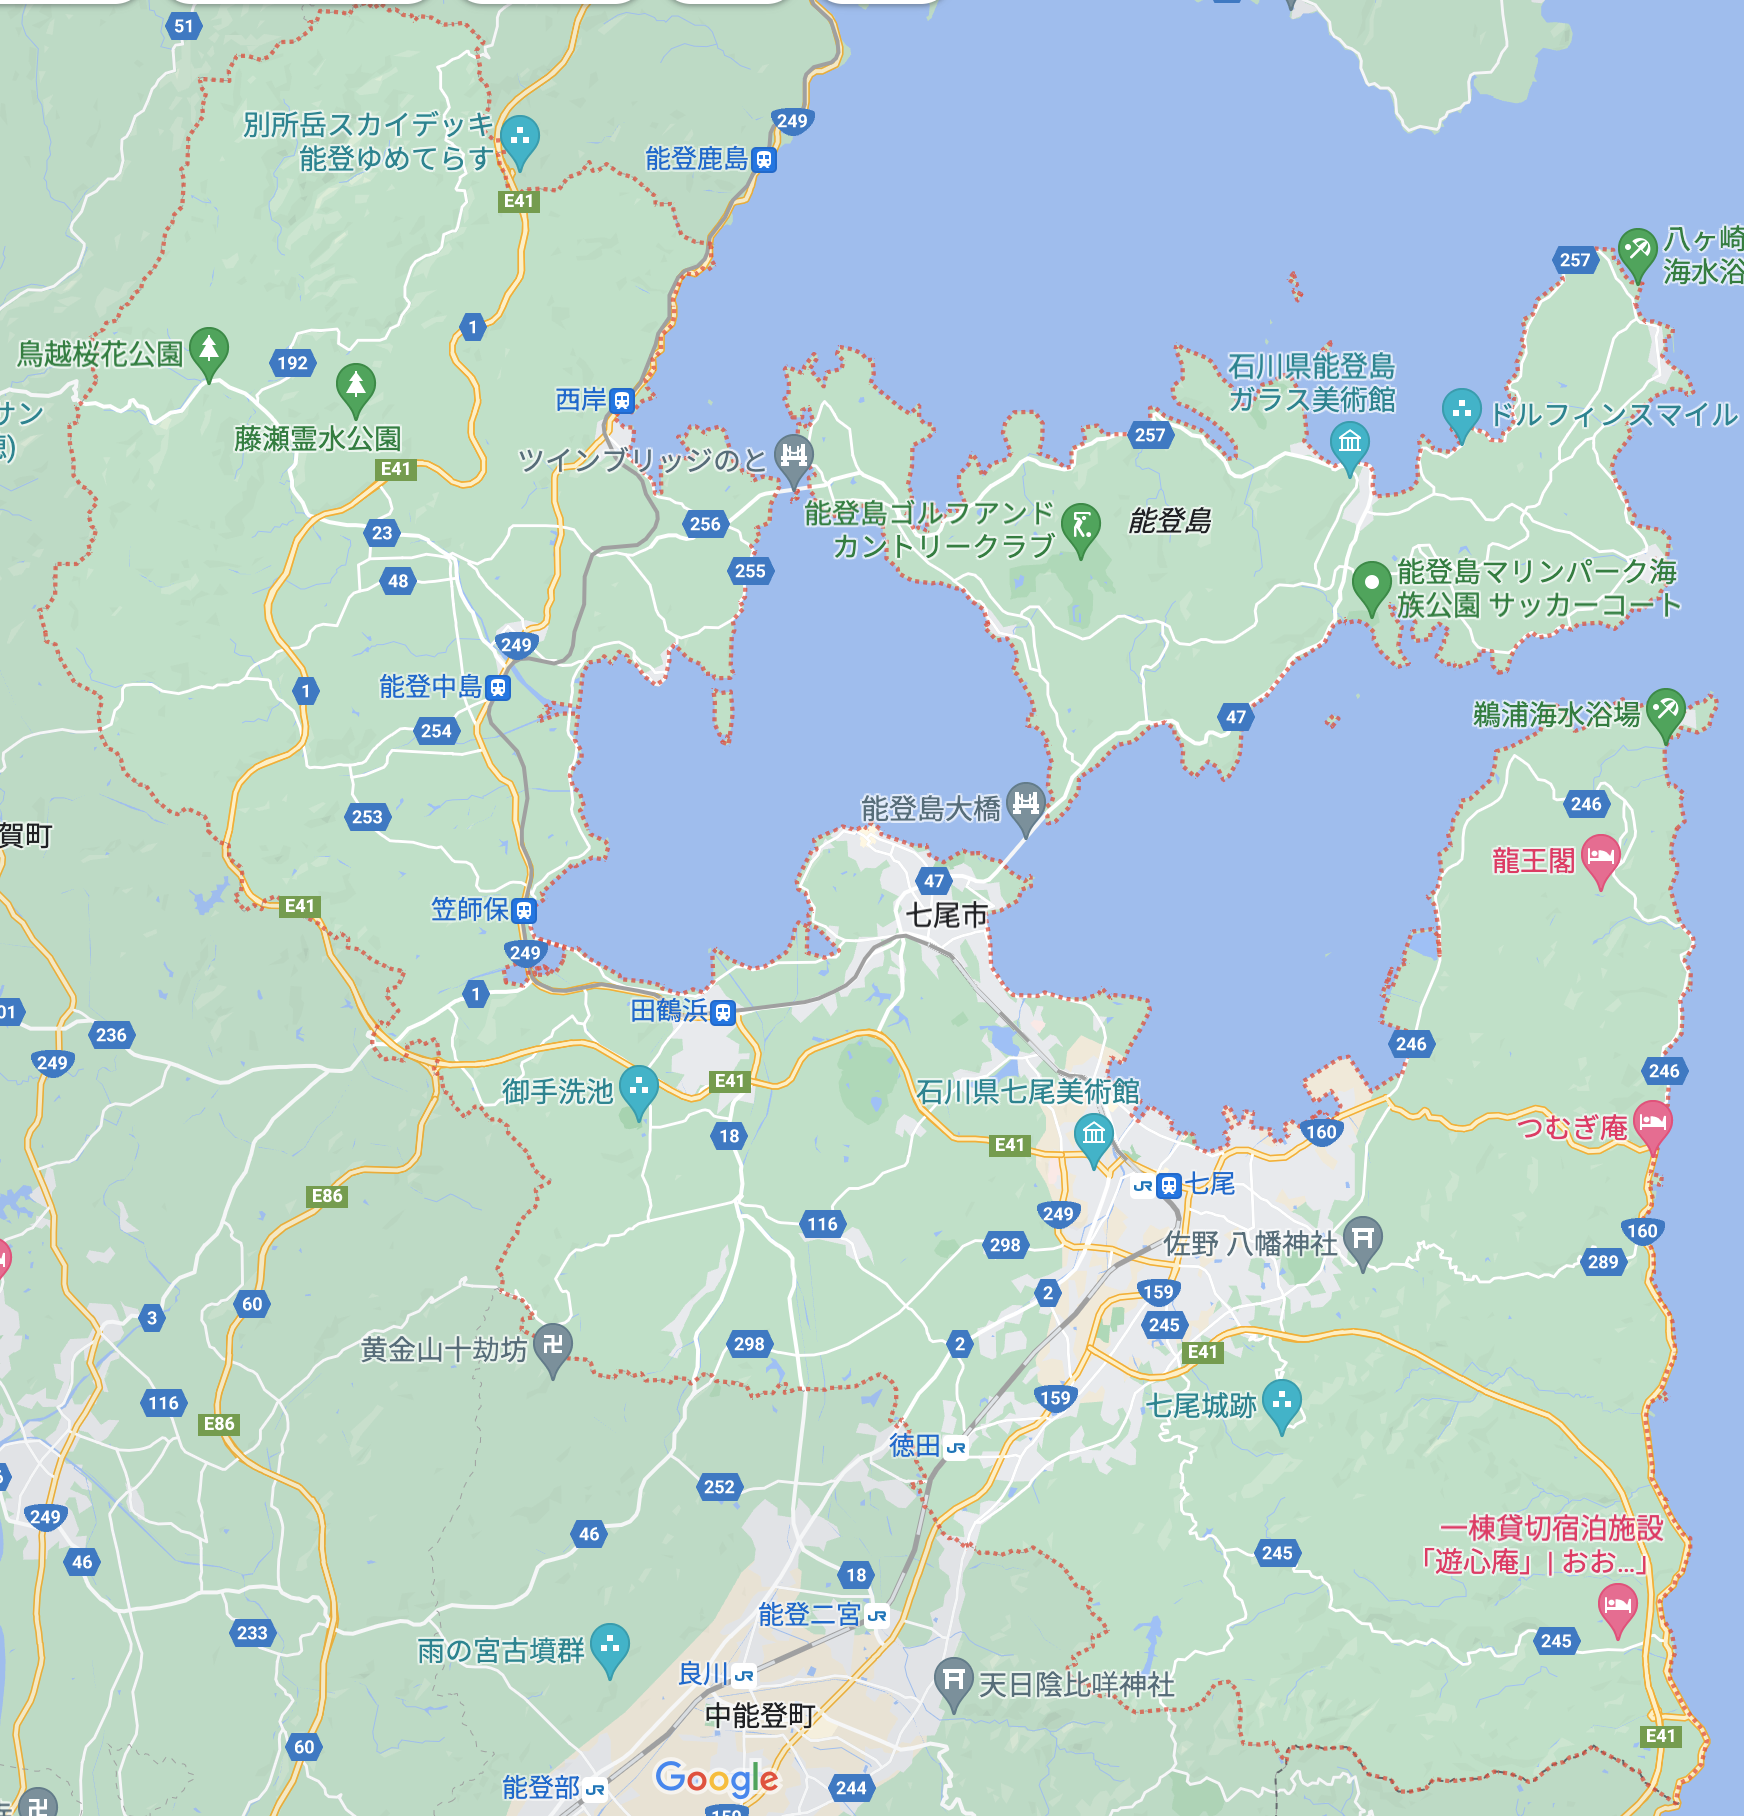 51
別所岳スカイデッキ
能登ゆめてらす
249
能登鹿島
E41
257
八ヶ崎
海水浴
1
鳥越桜花公園
192
石川県能登島
ガラス美術館
西岸
サン
ドルフィンスマイル
藤瀬霊水公園
257
ツインブリッジのと
E41
能登島ゴルフアンド
カントリークラブ
能登島
256
23
255
48
能登島マリンパーク海
族公園 サッカーコート
249
能登中島
1
47
鵜浦海水浴場
254
246
能登島大橋
253
賀町
龍王閣
47
笠師保
E41
七尾市
249
1
01
田鶴浜
236
246
249
246
御手洗池
E41
石川県七尾美術館
つむぎ庵
18
E41
160
七尾
E86
249
116
160
298
佐野 八幡神社
289
2
159
60
3
245
黄金山十劫坊
298
2
E41
116
159
七尾城跡
E86
徳田
252
249
46
一棟貸切宿泊施設
「遊心庵」| おお...」
46
245
18
能登二宮
233
245
雨の宮古墳群
良川
天日陰比咩神社
中能登町
E41
60
Google
能登部
244
159